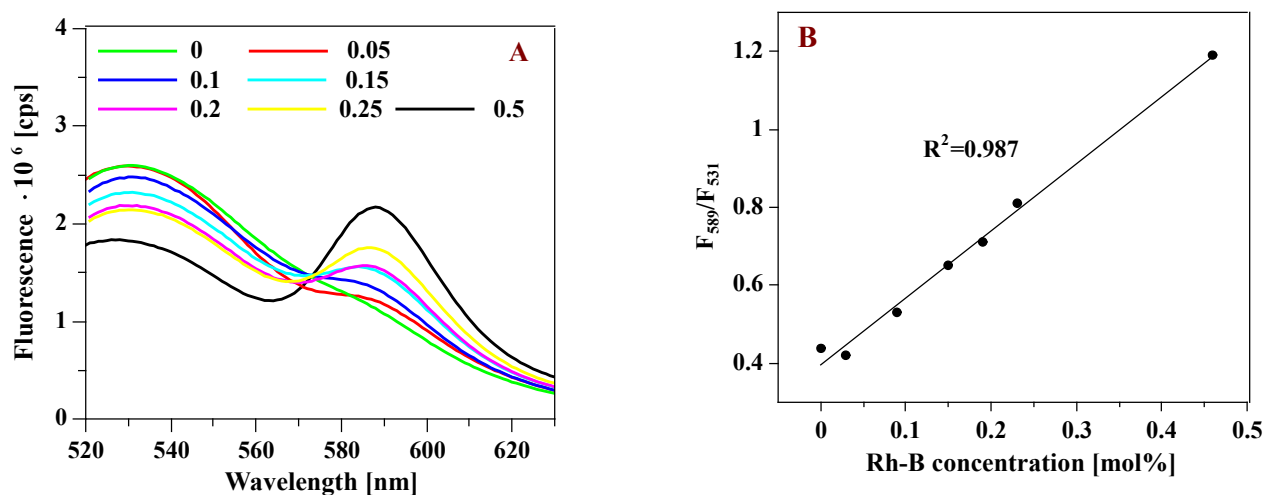 A
0 0.05
0.1 0.15
0.2 0.25 0.5
Fluorescence · 10 6 [cps]
4
3
2
1
0
520 540 560 580 600 620
Wavelength [nm]
B
R2=0.987
F589/F531
1.2
1
0.8
0.6
0.4
0 0.1 0.2 0.3 0.4 0.5
Rh-B concentration [mol%]